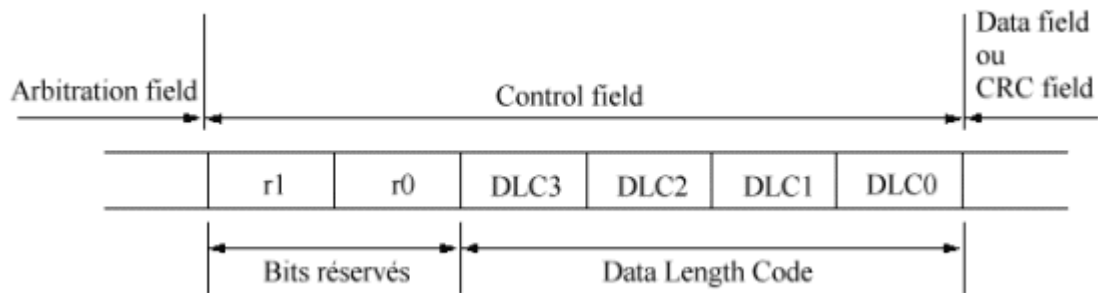 Data field
ou
CRC field
Arbitration field
Control field
r1 r0 DLC3 DLC2 DLC1 DLC0
Bits réservés
Data Length Code